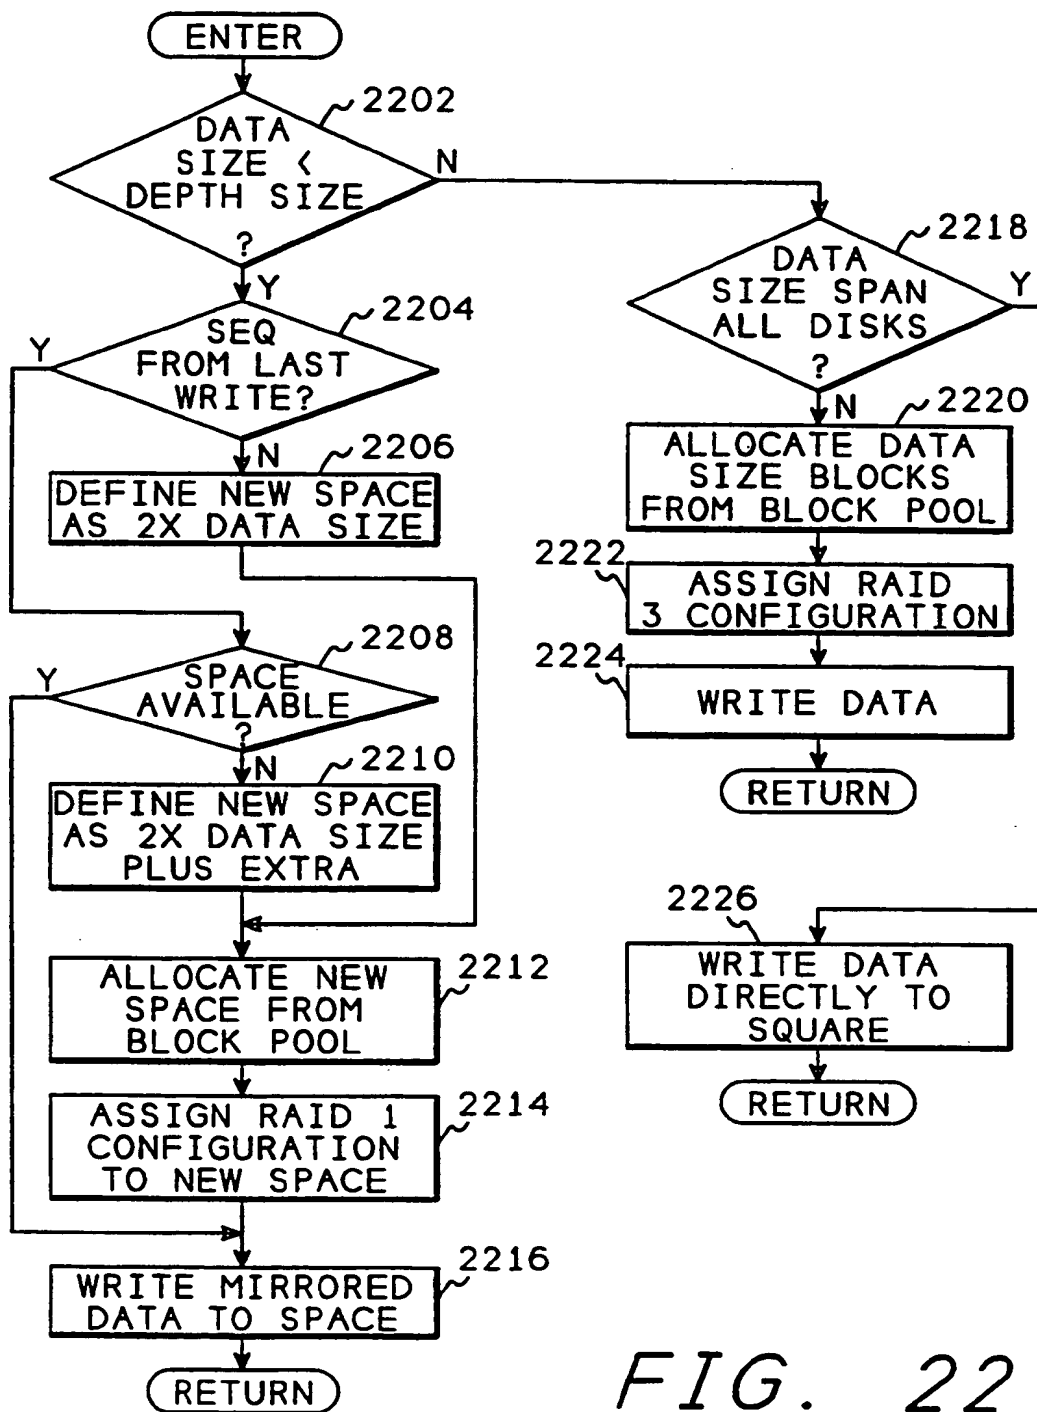 ENTER
2202
DATA
SIZE <
DEPTH SIZE
?
N
Y
2204
SEQ
FROM LAST
WRITE?
Y
N
2206
DEFINE NEW SPACE
AS 2X DATA SIZE
2208
SPACE
AVAILABLE
?
Y
N
2210
DEFINE NEW SPACE
AS 2X DATA SIZE
PLUS EXTRA
2212
ALLOCATE NEW
SPACE FROM
BLOCK POOL
2214
ASSIGN RAID 1
CONFIGURATION
TO NEW SPACE
2216
WRITE MIRRORED
DATA TO SPACE
RETURN
2218
DATA
SIZE SPAN
ALL DISKS
?
Y
N
2220
ALLOCATE DATA
SIZE BLOCKS
FROM BLOCK POOL
2222
ASSIGN RAID
3 CONFIGURATION
2224
WRITE DATA
RETURN
2226
WRITE DATA
DIRECTLY TO
SQUARE
RETURN
FIG. 22